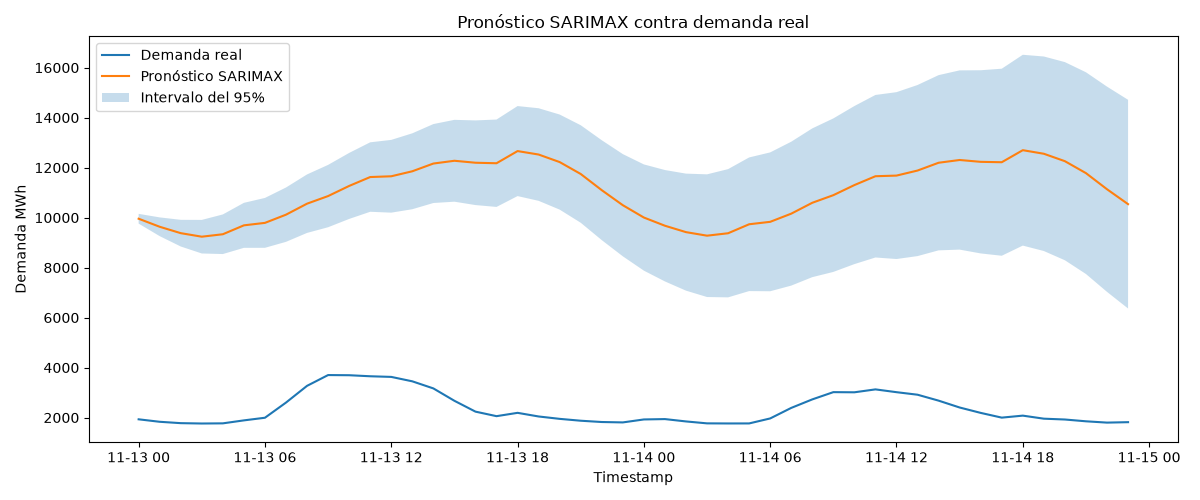 Pronóstico SARIMAX contra demanda real
Demanda real
Pronóstico SARIMAX
Intervalo del 95%
Demanda MWh
16000
14000
12000
10000
8000
6000
4000
2000
11-13 00
11-13 06
11-13 12
11-13 18
11-14 00
11-14 06
11-14 12
11-14 18
11-15 00
Timestamp